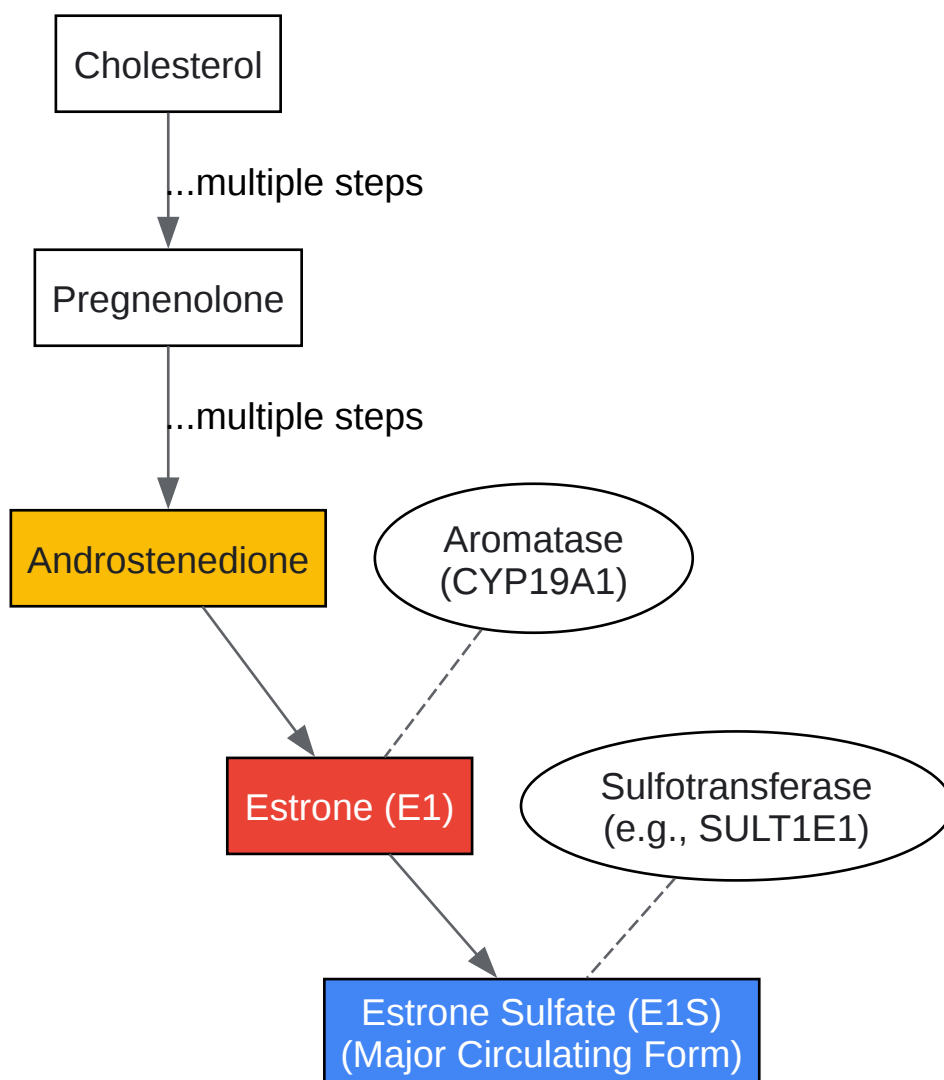 Cholesterol
...multiple steps
Pregnenolone
...multiple steps
Androstenedione
Aromatase
(CYP19A1)
Estrone (E1)
Sulfotransferase
(e.g., SULT1E1)
Estrone Sulfate (E1S)
(Major Circulating Form)